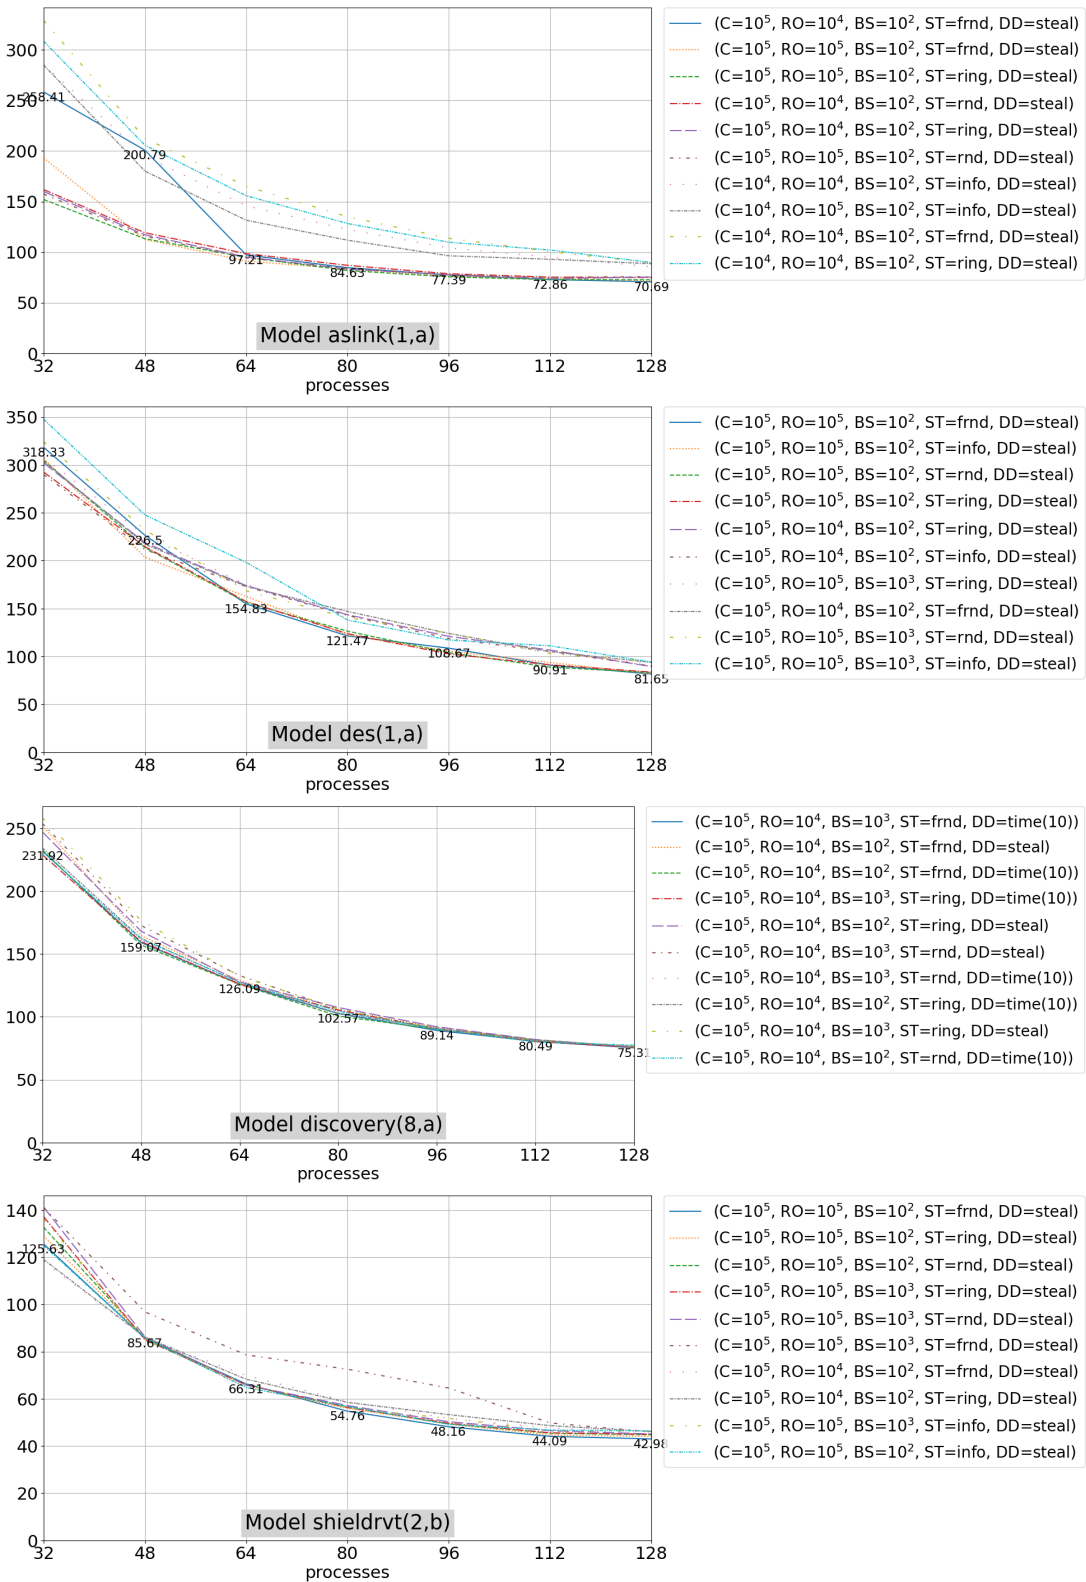 300
250
200
150
100
50
0
258.41
200.79
97.21
84.63
77.39
72.86
70.69
Model aslink(1,a)
32 48 64 80 96 112 128
processes
(C=10⁵, RO=10⁴, BS=10², ST=frnd, DD=steal)
(C=10⁵, RO=10⁵, BS=10², ST=frnd, DD=steal)
(C=10⁵, RO=10⁵, BS=10², ST=ring, DD=steal)
(C=10⁵, RO=10⁴, BS=10², ST=rnd, DD=steal)
(C=10⁵, RO=10⁴, BS=10², ST=ring, DD=steal)
(C=10⁵, RO=10⁵, BS=10², ST=rnd, DD=steal)
(C=10⁴, RO=10⁴, BS=10², ST=info, DD=steal)
(C=10⁴, RO=10⁵, BS=10², ST=info, DD=steal)
(C=10⁴, RO=10⁴, BS=10², ST=frnd, DD=steal)
(C=10⁴, RO=10⁴, BS=10², ST=ring, DD=steal)
350
300
250
200
150
100
50
0
318.33
226.5
154.83
121.47
108.67
90.91
81.65
Model des(1,a)
32 48 64 80 96 112 128
processes
(C=10⁵, RO=10⁵, BS=10², ST=frnd, DD=steal)
(C=10⁵, RO=10⁵, BS=10², ST=info, DD=steal)
(C=10⁵, RO=10⁵, BS=10², ST=rnd, DD=steal)
(C=10⁵, RO=10⁵, BS=10², ST=ring, DD=steal)
(C=10⁵, RO=10⁴, BS=10², ST=ring, DD=steal)
(C=10⁵, RO=10⁴, BS=10², ST=info, DD=steal)
(C=10⁵, RO=10⁵, BS=10³, ST=ring, DD=steal)
(C=10⁵, RO=10⁴, BS=10², ST=frnd, DD=steal)
(C=10⁵, RO=10⁵, BS=10³, ST=rnd, DD=steal)
(C=10⁵, RO=10⁵, BS=10³, ST=info, DD=steal)
250
200
150
100
50
0
231.92
159.07
126.09
102.57
89.14
80.49
Model discovery(8,a)
32 48 64 80 96 112 128
processes
(C=10⁵, RO=10⁴, BS=10³, ST=frnd, DD=time(10))
(C=10⁵, RO=10⁴, BS=10², ST=frnd, DD=steal)
(C=10⁵, RO=10⁴, BS=10², ST=frnd, DD=time(10))
(C=10⁵, RO=10⁴, BS=10³, ST=ring, DD=time(10))
(C=10⁵, RO=10⁴, BS=10², ST=ring, DD=steal)
(C=10⁵, RO=10⁴, BS=10³, ST=rnd, DD=steal)
(C=10⁵, RO=10⁴, BS=10³, ST=rnd, DD=time(10))
(C=10⁵, RO=10⁴, BS=10², ST=ring, DD=time(10))
(C=10⁵, RO=10⁴, BS=10³, ST=ring, DD=steal)
(C=10⁵, RO=10⁴, BS=10², ST=rnd, DD=time(10))
140
120
100
80
60
40
20
0
125.63
85.67
66.31
54.76
48.16
44.09
42.98
Model shieldrvt(2,b)
32 48 64 80 96 112 128
processes
(C=10⁵, RO=10⁵, BS=10², ST=frnd, DD=steal)
(C=10⁵, RO=10⁵, BS=10², ST=ring, DD=steal)
(C=10⁵, RO=10⁵, BS=10², ST=rnd, DD=steal)
(C=10⁵, RO=10⁵, BS=10³, ST=ring, DD=steal)
(C=10⁵, RO=10⁵, BS=10³, ST=rnd, DD=steal)
(C=10⁵, RO=10⁵, BS=10³, ST=frnd, DD=steal)
(C=10⁵, RO=10⁴, BS=10², ST=frnd, DD=steal)
(C=10⁵, RO=10⁴, BS=10², ST=ring, DD=steal)
(C=10⁵, RO=10⁵, BS=10³, ST=info, DD=steal)
(C=10⁵, RO=10⁵, BS=10², ST=info, DD=steal)